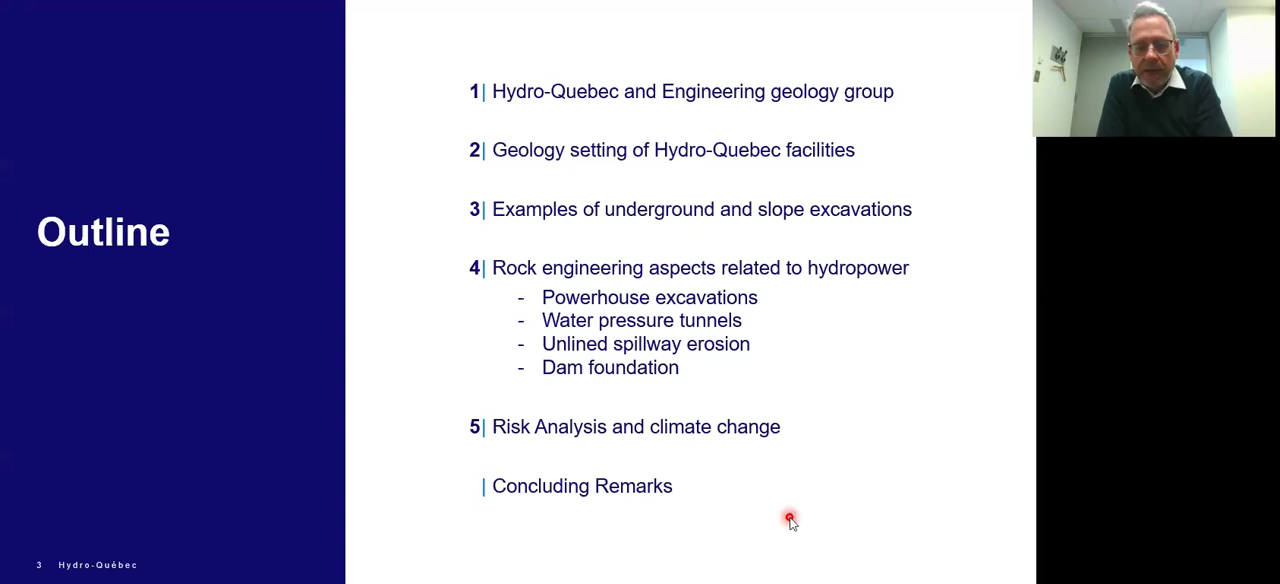 Outline
1| Hydro-Quebec and Engineering geology group
2| Geology setting of Hydro-Quebec facilities
3| Examples of underground and slope excavations
4| Rock engineering aspects related to hydropower
- Powerhouse excavations
- Water pressure tunnels
- Unlined spillway erosion
- Dam foundation
5| Risk Analysis and climate change
| Concluding Remarks
3 Hydro-Québec